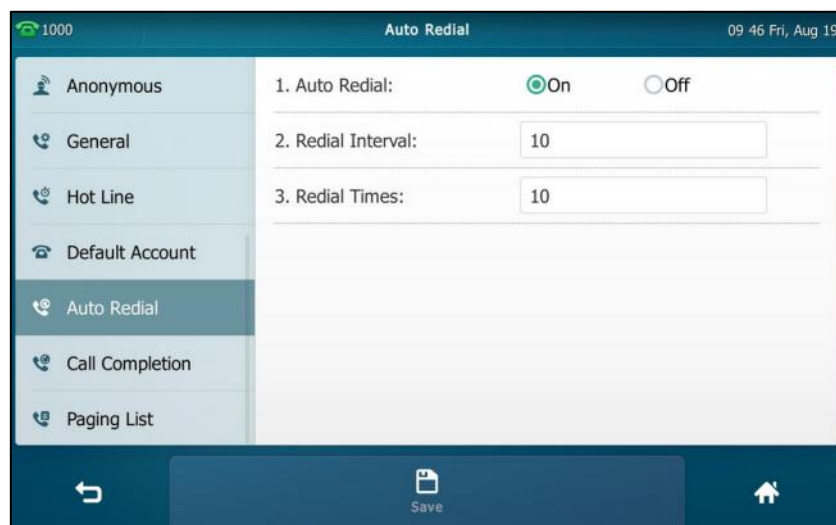 1000 Auto Redial 09 46 Fri, Aug 19
Anonymous
General
Hot Line
Default Account
Auto Redial
Call Completion
Paging List
1. Auto Redial: On Off
2. Redial Interval: 10
3. Redial Times: 10
Save